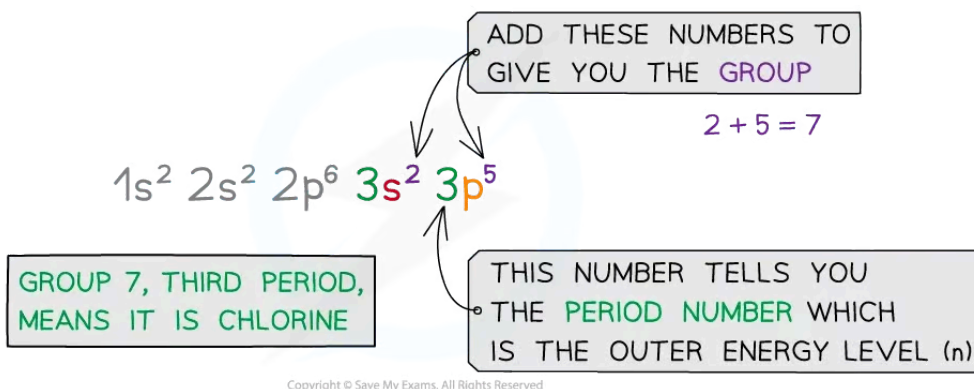 ADD THESE NUMBERS TO
GIVE YOU THE GROUP
2 + 5 = 7
1s² 2s² 2p⁶ 3s² 3p⁵
GROUP 7, THIRD PERIOD,
MEANS IT IS CHLORINE
THIS NUMBER TELLS YOU
THE PERIOD NUMBER WHICH
IS THE OUTER ENERGY LEVEL (n)
Copyright © Save My Exams. All Rights Reserved